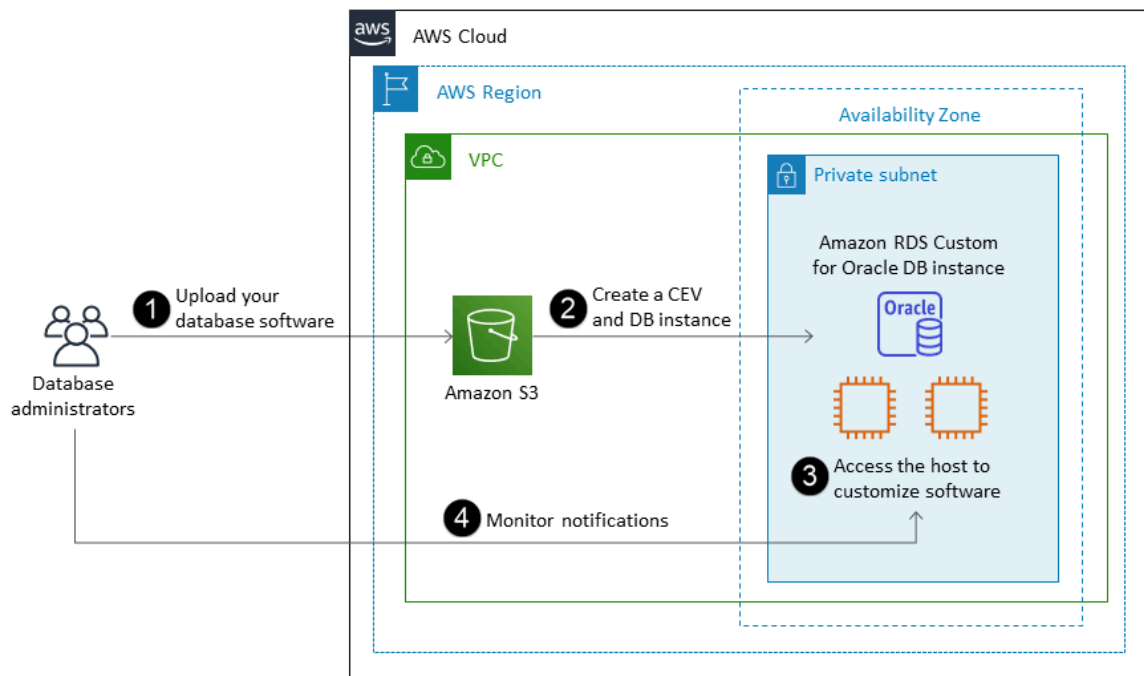 aws
AWS Cloud
AWS Region
Availability Zone
VPC
Private subnet
Amazon RDS Custom
for Oracle DB instance
1
Upload your
database software
2
Create a CEV
and DB instance
Oracle
Database
administrators
Amazon S3
3
Access the host to
customize software
4
Monitor notifications